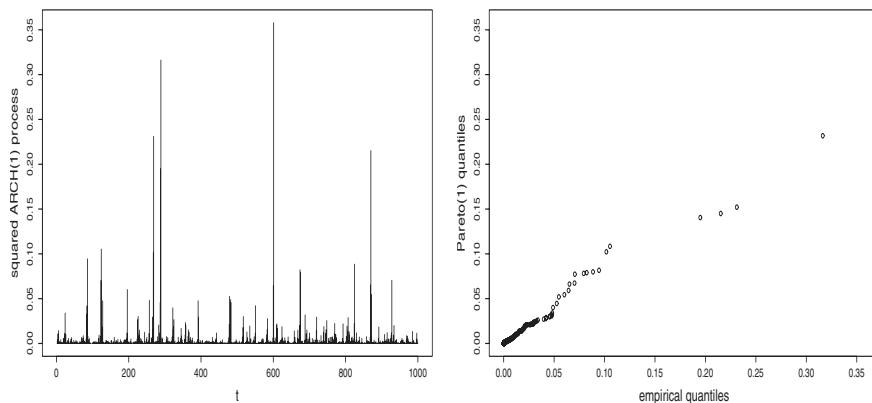 squared ARCH(1) process
0.00 0.05 0.10 0.15 0.20 0.25 0.30 0.35
0 200 400 600 800 1000
t
Pareto(1) quantiles
0.00 0.05 0.10 0.15 0.20 0.25 0.30 0.35
0.00 0.05 0.10 0.15 0.20 0.25 0.30 0.35
empirical quantiles